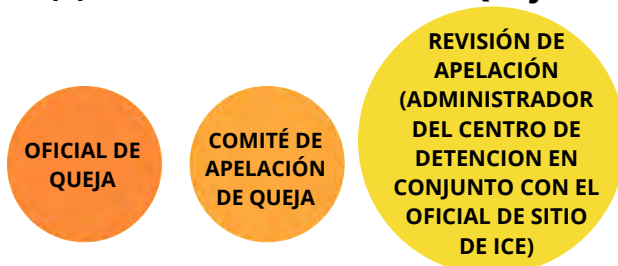 OFICIAL DE
QUEJA
COMITÉ DE
APELACIÓN
DE QUEJA
REVISIÓN DE
APELACIÓN
(ADMINISTRADOR
DEL CENTRO DE
DETENCION EN
CONJUNTO CON EL
OFICIAL DE SITIO
DE ICE)